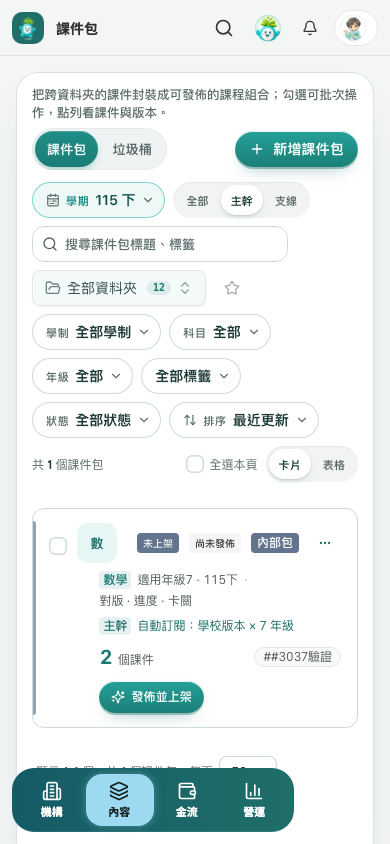 課件包
把跨資料夾的課件封裝成可發佈的課程組合；勾選可批次操
作，點列看課件與版本。
課件包 垃圾桶 新增課件包
學期 115 下 全部 主幹 支線
搜尋課件包標題、標籤
全部資料夾 12
學制 全部學制 科目 全部
年級 全部 全部標籤
狀態 全部狀態 排序 最近更新
共 1 個課件包 全選本頁 卡片 表格
數 未上架 尚未發佈 內部包 ...
數學 適用年級7 · 115下 ·
對版 · 進度 · 卡關
主幹 自動訂閱：學校版本 × 7 年級
2 個課件 ##3037驗證
發佈並上架
機構 內容 金流 營運